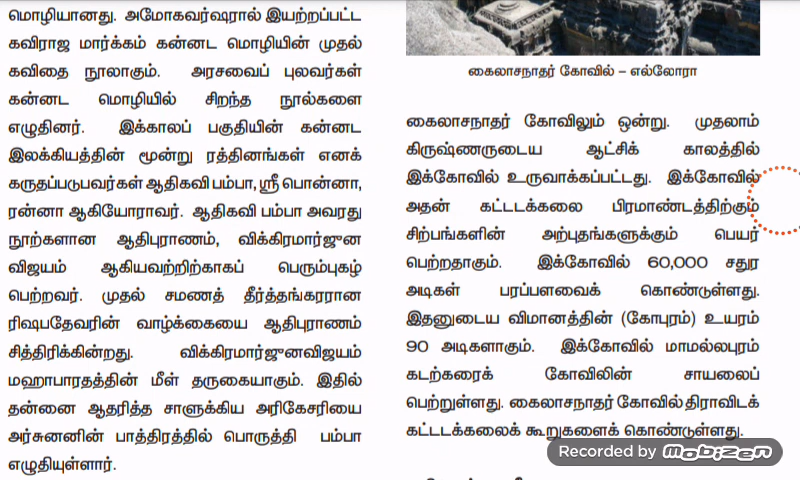 மொழியானது. அமோகவர்ஷரால் இயற்றப்பட்ட
கவிராஜ மார்க்கம் கன்னட மொழியின் முதல்
கவிதை நூலாகும். அரசவைப் புலவர்கள்
கன்னட மொழியில் சிறந்த நூல்களை
எழுதினர். இக்காலப் பகுதியின் கன்னட
இலக்கியத்தின் மூன்று ரத்தினங்கள் எனக்
கருதப்படுபவர்கள் ஆதிகவி பம்பா, ஸ்ரீ பொன்னா,
ரன்னா ஆகியோராவர். ஆதிகவி பம்பா அவரது
நூற்களான ஆதிபுராணம், விக்கிரமார்ஜுன
விஜயம் ஆகியவற்றிற்காகப் பெரும்புகழ்
பெற்றவர். முதல் சமணத் தீர்த்தங்கரரான
ரிஷபதேவரின் வாழ்க்கையை ஆதிபுராணம்
சித்திரிக்கின்றது. விக்கிரமார்ஜுனவிஜயம்
மஹாபாரதத்தின் மீள் தருகையாகும். இதில்
தன்னை ஆதரித்த சாளுக்கிய அரிகேசரியை
அர்சுனனின் பாத்திரத்தில் பொருத்தி பம்பா
எழுதியுள்ளார்.
கைலாசநாதர் கோவில் – எல்லோரா
கைலாசநாதர் கோவிலும் ஒன்று. முதலாம்
கிருஷ்ணருடைய ஆட்சிக் காலத்தில்
இக்கோவில் உருவாக்கப்பட்டது. இக்கோவில்
அதன் கட்டடக்கலை பிரமாண்டத்திற்கும்
சிற்பங்களின் அற்புதங்களுக்கும் பெயர்
பெற்றதாகும். இக்கோவில் 60,000 சதுர
அடிகள் பரப்பளவைக் கொண்டுள்ளது.
இதனுடைய விமானத்தின் (கோபுரம்) உயரம்
90 அடிகளாகும். இக்கோவில் மாமல்லபுரம்
கடற்கரைக் கோவிலின் சாயலைப்
பெற்றுள்ளது. கைலாசநாதர் கோவில் திராவிடக்
கட்டடக்கலைக் கூறுகளைக் கொண்டுள்ளது.
Recorded by mobizen